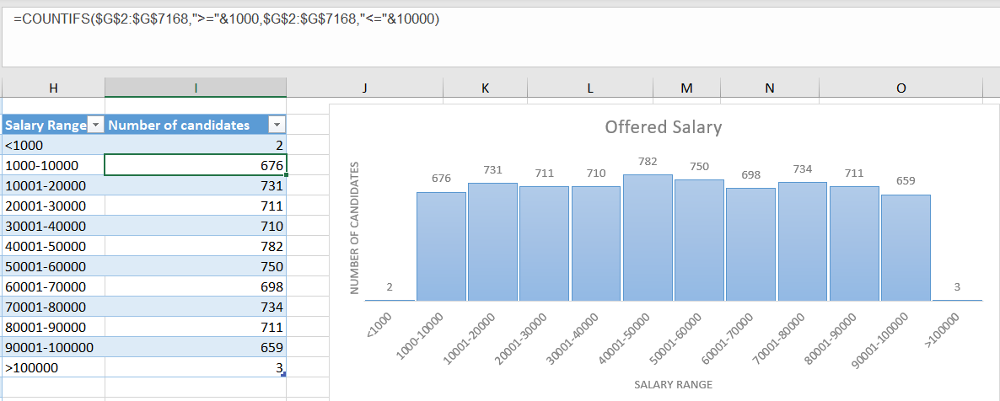 =COUNTIFS($G$2:$G$7168,">="&1000,$G$2:$G$7168,"<="&10000)
H I J K L M N O
Salary Range Number of candidates
<1000 2
1000-10000 676
10001-20000 731
20001-30000 711
30001-40000 710
40001-50000 782
50001-60000 750
60001-70000 698
70001-80000 734
80001-90000 711
90001-100000 659
>100000 3
Offered Salary
NUMBER OF CANDIDATES
2 676 731 711 710 782 750 698 734 711 659 3
<1000 1000-10000 10001-20000 20001-30000 30001-40000 40001-50000 50001-60000 60001-70000 70001-80000 80001-90000 90001-100000 >100000
SALARY RANGE